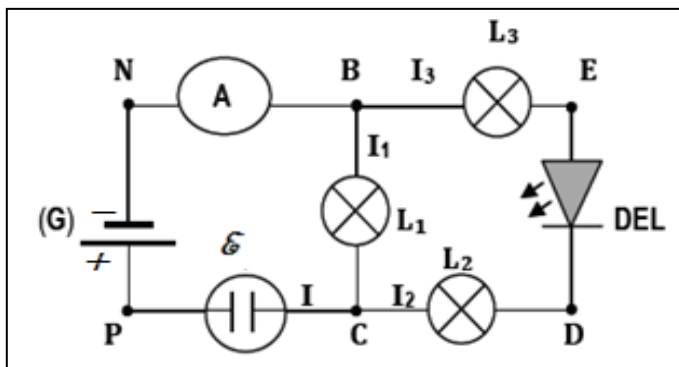 L₃
N B I₃ E
A
I₁
(G) − L₁ DEL
+ ℰ L₂
I I₂
P C D